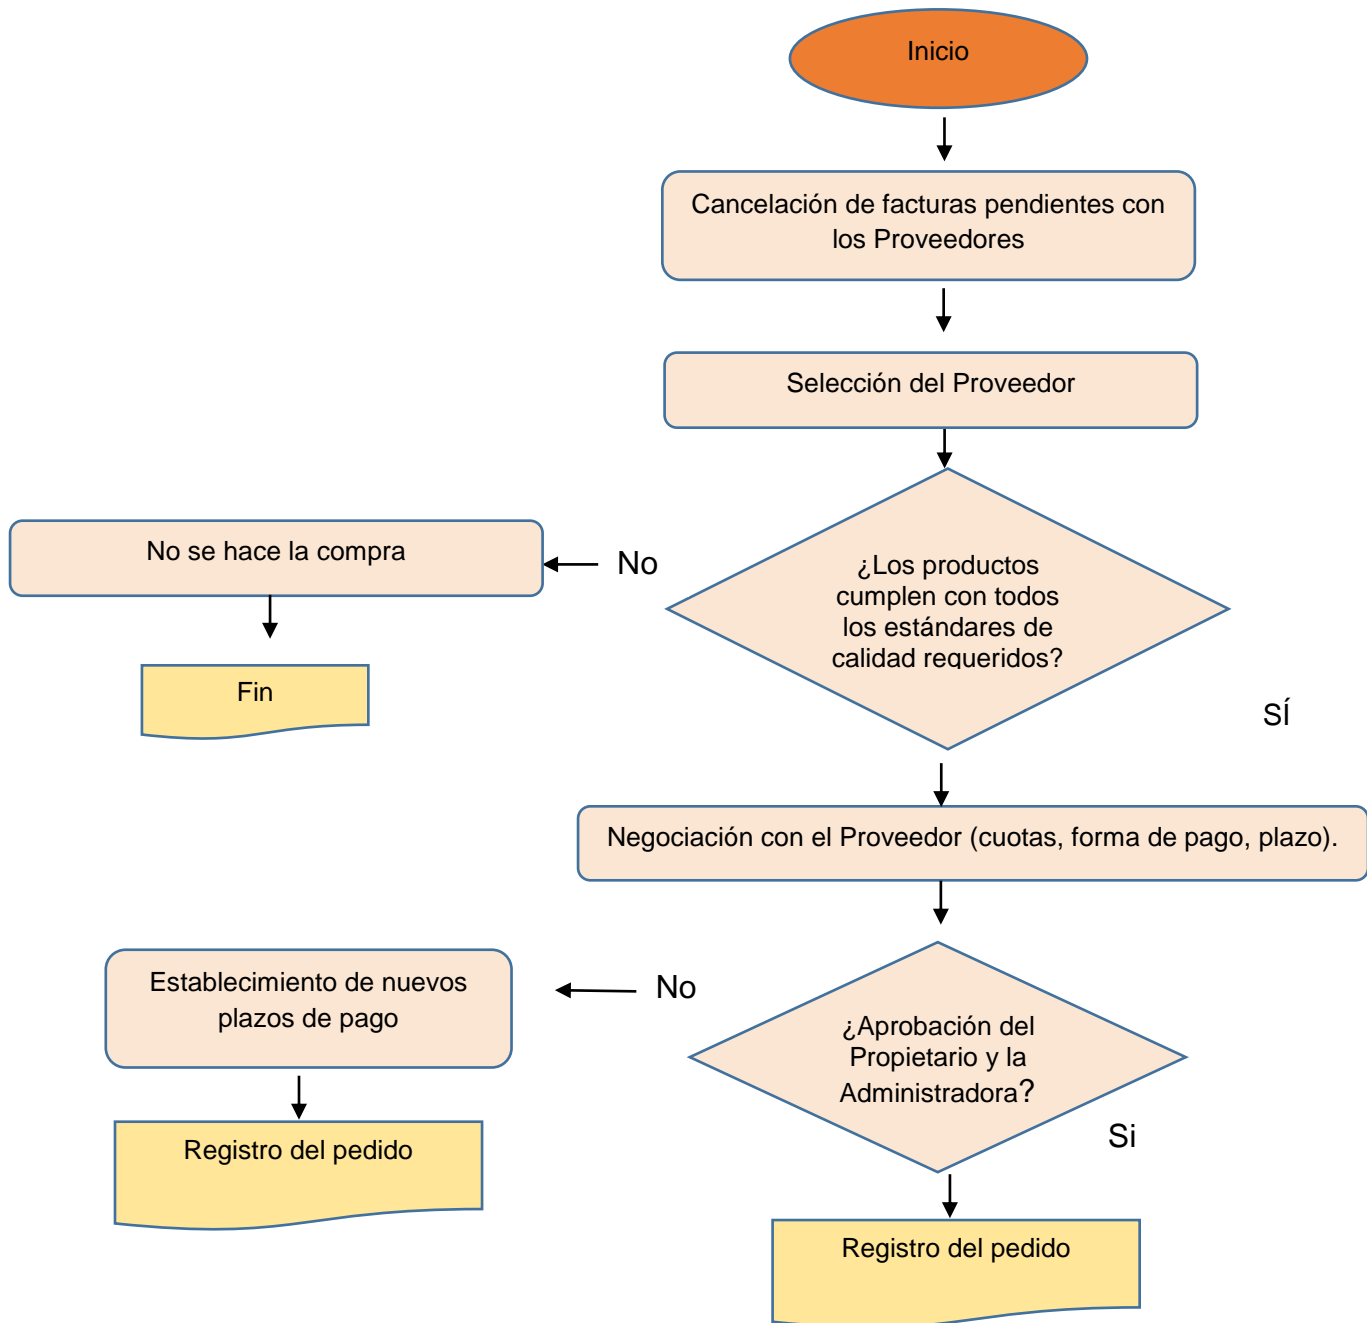 Inicio
Cancelación de facturas pendientes con
los Proveedores
Selección del Proveedor
No se hace la compra
No
¿Los productos
cumplen con todos
los estándares de
calidad requeridos?
Fin
SÍ
Negociación con el Proveedor (cuotas, forma de pago, plazo).
Establecimiento de nuevos
plazos de pago
No
¿Aprobación del
Propietario y la
Administradora?
Si
Registro del pedido
Registro del pedido